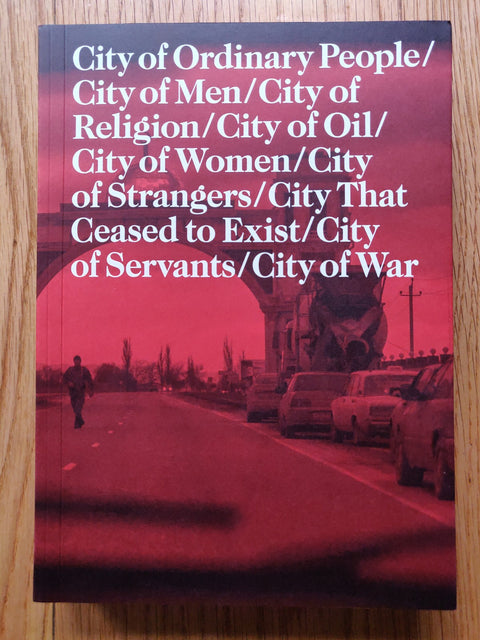 City of Ordinary People/
City of Men/City of
Religion/City of Oil/
City of Women/City
of Strangers/City That
Ceased to Exist/City
of Servants/City of War